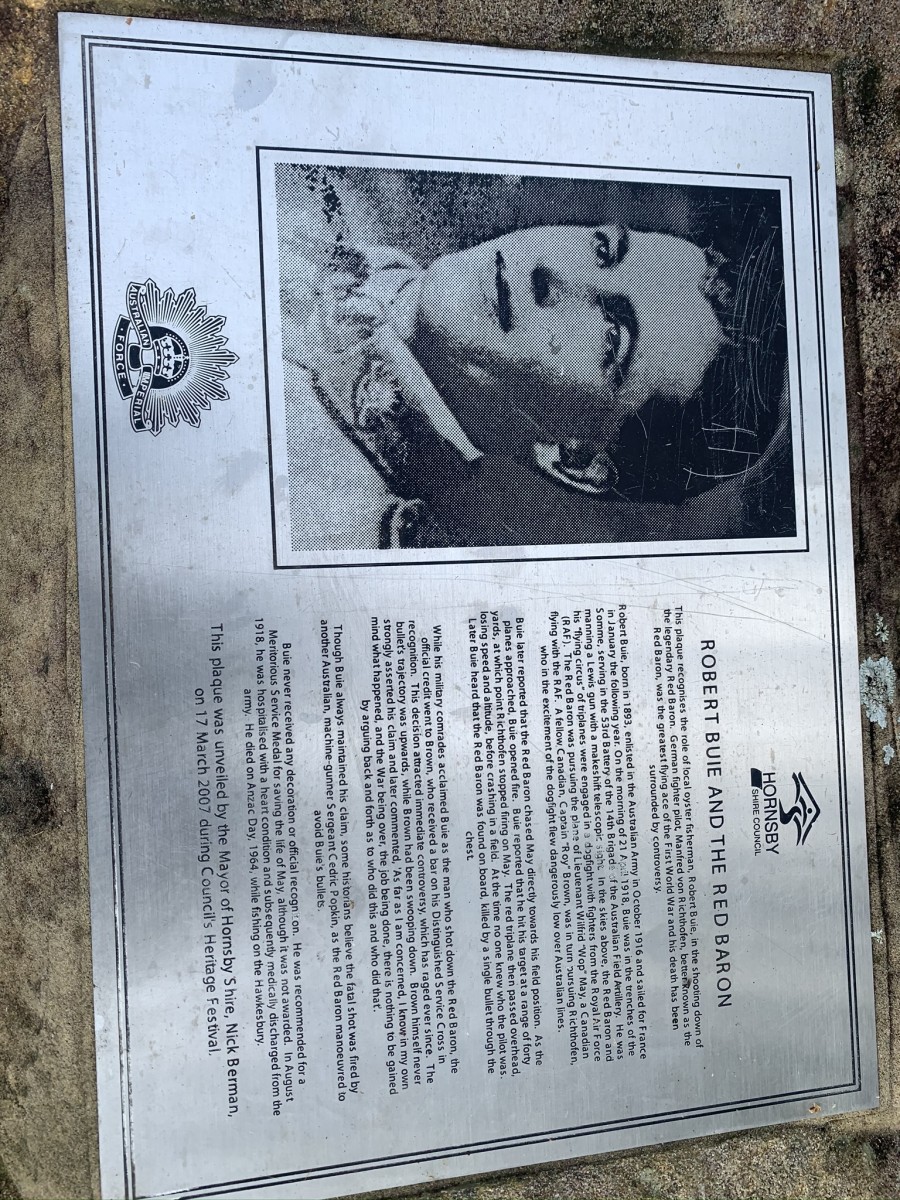 HORNSBY
SHIRE COUNCIL
ROBERT BUIE AND THE RED BARON
This plaque recognises the role of local oyster fisherman, Robert Buie, in the shooting down of
the legendary Red Baron. German fighter pilot, Manfred von Richthofen, better known as the
Red Baron, was the greatest flying ace of the First World War and his death has been
surrounded by controversy.
Robert Buie, born in 1893, enlisted in the Australian Army in October 1916 and sailed for France
in January the following year. On the morning of 21 April 1918, Buie was in the trenches of the
Somme, serving in the 53rd Battery of the 14th Brigade of the Australian Field Artillery. He was
manning a Lewis gun with a makeshift telescopic sight. In the skies above, the Red Baron and
his "flying circus" of triplanes were engaged in a dogfight with fighters from the Royal Air Force
(RAF). The Red Baron was pursuing the plane of Lieutenant Wilfrid "Wop" May, a Canadian
flying with the RAF. A fellow Canadian, Captain "Roy" Brown, was in turn pursuing Richthofen,
who in the excitement of the dogfight flew dangerously low over Australian lines.
Buie later reported that the Red Baron chased May directly towards his field position. As the
planes approached, Buie opened fire. Buie reported that he hit his target at a range of forty
yards, at which point Richthofen stopped firing on May. The red triplane then passed overhead,
losing speed and altitude, before crashing in a field. At the time no one knew who the pilot was.
Later Buie heard that the Red Baron was found on board, killed by a single bullet through the
chest.
While his military comrades acclaimed Buie as the man who shot down the Red Baron, the
official credit went to Brown, who received a bar on his Distinguished Service Cross in
recognition. This decision attracted immediate controversy, which has raged ever since. The
bullet's trajectory was upwards, while Brown had been swooping down. Brown himself never
strongly asserted his claim and later commented, 'As far as I am concerned, I know in my own
mind what happened, and the War being over, the job being done, there is nothing to be gained
by arguing back and forth as to who did this and who did that'.
Though Buie always maintained his claim, some historians believe the fatal shot was fired by
another Australian, machine-gunner Sergeant Cedric Popkin, as the Red Baron manoeuvred to
avoid Buie's bullets.
Buie never received any decoration or official recognition. He was recommended for a
Meritorious Service Medal for saving the life of May, although it was not awarded. In August
1918, he was hospitalised with a heart condition and subsequently medically discharged from the
army. He died on Anzac Day, 1964, while fishing on the Hawkesbury.
This plaque was unveiled by the Mayor of Hornsby Shire, Nick Berman,
on 17 March 2007 during Council's Heritage Festival.
AUSTRALIAN IMPERIAL
FORCE